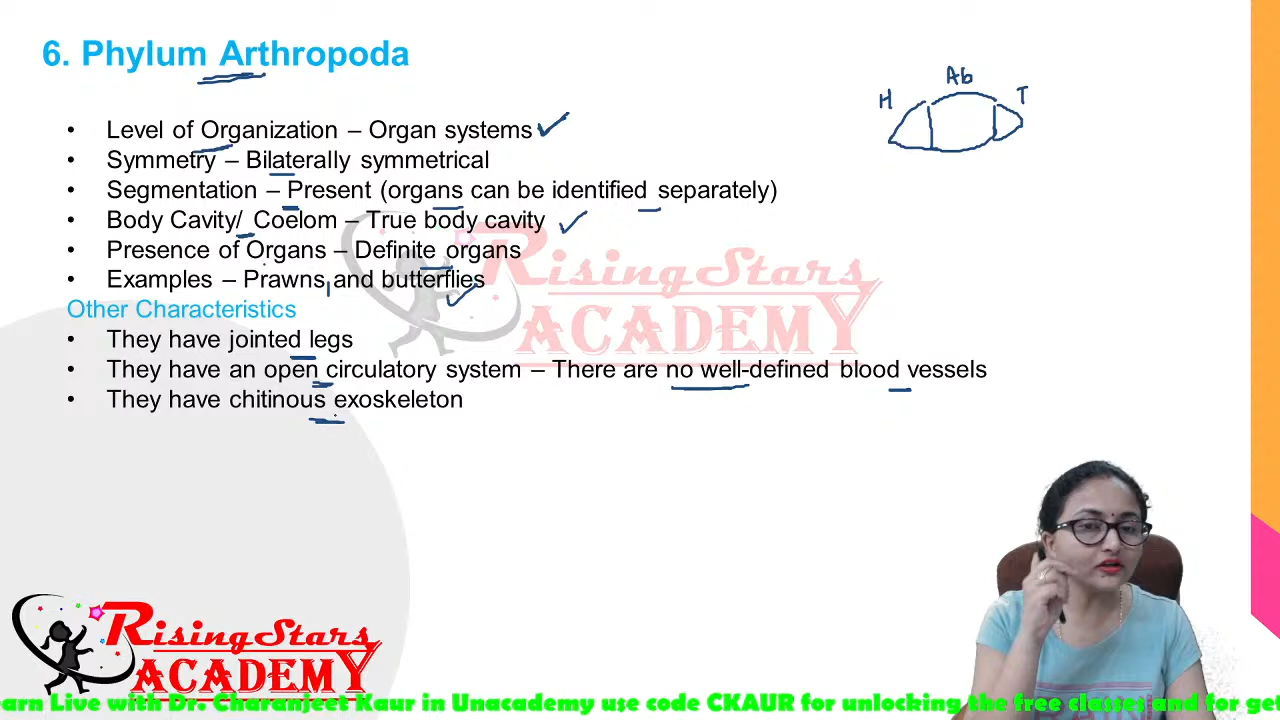 6. Phylum Arthropoda
H Ab T
• Level of Organization – Organ systems
• Symmetry – Bilaterally symmetrical
• Segmentation – Present (organs can be identified separately)
• Body Cavity/ Coelom – True body cavity
• Presence of Organs – Definite organs
• Examples – Prawns and butterflies
Other Characteristics
• They have jointed legs
• They have an open circulatory system – There are no well-defined blood vessels
• They have chitinous exoskeleton
Rising Stars
ACADEMY
Rising Stars
ACADEMY
arn Live with Dr. Charanjeet Kaur in Unacademy use code CKAUR for unlocking the free classes and for get